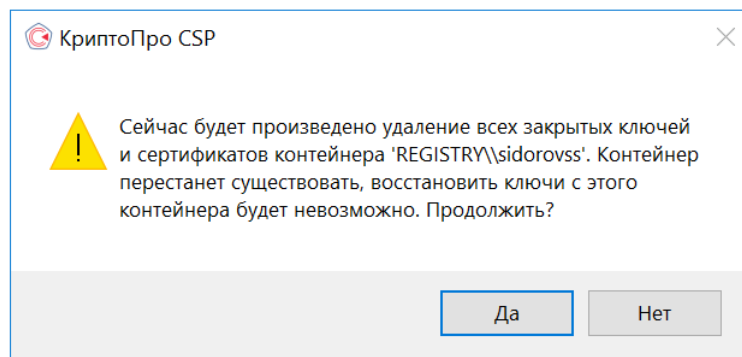 КриптоПро CSP
Сейчас будет произведено удаление всех закрытых ключей
и сертификатов контейнера 'REGISTRY\\sidorovss'. Контейнер
перестанет существовать, восстановить ключи с этого
контейнера будет невозможно. Продолжить?
Да
Нет